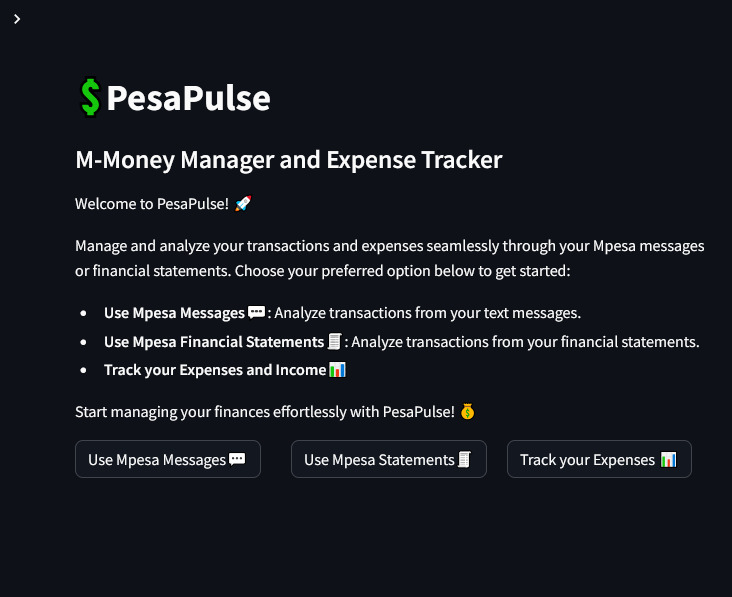 💲PesaPulse
M-Money Manager and Expense Tracker
Welcome to PesaPulse! 🚀
Manage and analyze your transactions and expenses seamlessly through your Mpesa messages
or financial statements. Choose your preferred option below to get started:
• Use Mpesa Messages 💬: Analyze transactions from your text messages.
• Use Mpesa Financial Statements 🧾: Analyze transactions from your financial statements.
• Track your Expenses and Income 📊
Start managing your finances effortlessly with PesaPulse! 💰
Use Mpesa Messages 💬
Use Mpesa Statements 🧾
Track your Expenses 📊